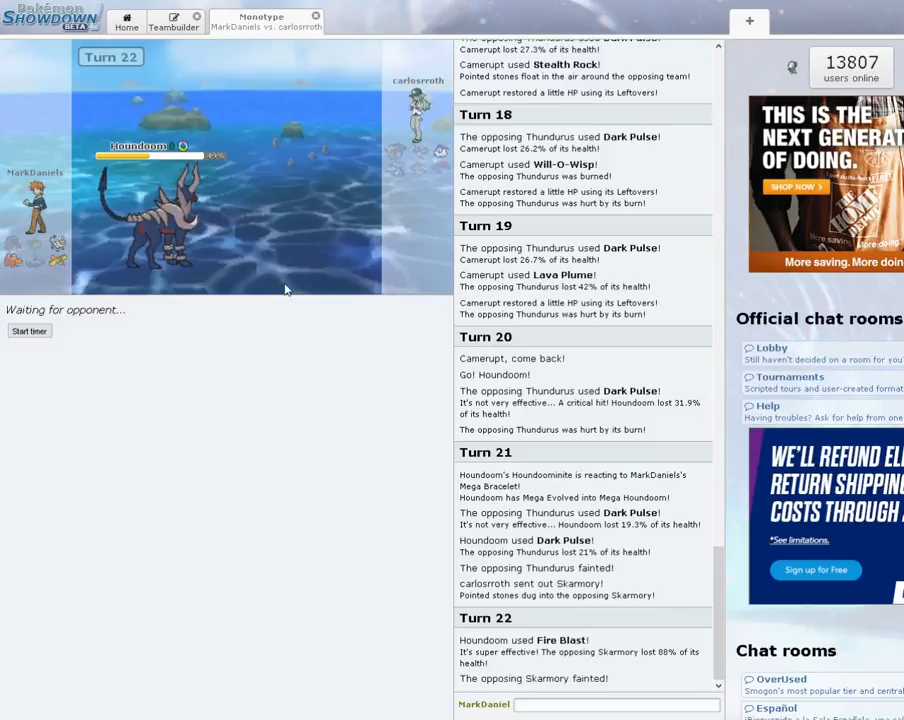 Pokémon
SHOWDOWN
BETA
Home
Teambuilder
Monotype
MarkDaniels vs. carlosrroth
+
Turn 22
carlosrroth
Houndoom
49%
MarkDaniels
Waiting for opponent...
Start timer
Camerupt lost 27.3% of its health!
Camerupt used Stealth Rock!
Pointed stones float in the air around the opposing team!
Camerupt restored a little HP using its Leftovers!
Turn 18
The opposing Thundurus used Dark Pulse!
Camerupt lost 26.2% of its health!
Camerupt used Will-O-Wisp!
The opposing Thundurus was burned!
Camerupt restored a little HP using its Leftovers!
The opposing Thundurus was hurt by its burn!
Turn 19
The opposing Thundurus used Dark Pulse!
Camerupt lost 26.7% of its health!
Camerupt used Lava Plume!
The opposing Thundurus lost 42% of its health!
Camerupt restored a little HP using its Leftovers!
The opposing Thundurus was hurt by its burn!
Turn 20
Camerupt, come back!
Go! Houndoom!
The opposing Thundurus used Dark Pulse!
It's not very effective... A critical hit! Houndoom lost 31.9%
of its health!
The opposing Thundurus was hurt by its burn!
Turn 21
Houndoom's Houndoominite is reacting to MarkDaniels's
Mega Bracelet!
Houndoom has Mega Evolved into Mega Houndoom!
The opposing Thundurus used Dark Pulse!
It's not very effective... Houndoom lost 19.3% of its health!
Houndoom used Dark Pulse!
The opposing Thundurus lost 21% of its health!
The opposing Thundurus fainted!
carlosrroth sent out Skarmory!
Pointed stones dug into the opposing Skarmory!
Turn 22
Houndoom used Fire Blast!
It's super effective! The opposing Skarmory lost 88% of its
health!
The opposing Skarmory fainted!
MarkDaniel
13807
users online
THIS IS THE
NEXT GENERAT
OF DOING.
SHOP NOW
THE HOME DEPOT
More saving. More doin
Official chat rooms
Lobby
Still haven't decided on a room for you
Tournaments
Scripted tours and user-created format
Help
Having troubles? Ask for help from one
WE'LL REFUND EL
RETURN SHIPPIN
COSTS THROUGH
*See limitations.
Sign up for Free
Chat rooms
OverUsed
Smogon's most popular tier and centra
Español
¡Bienvenido a la Sala Española, una sal